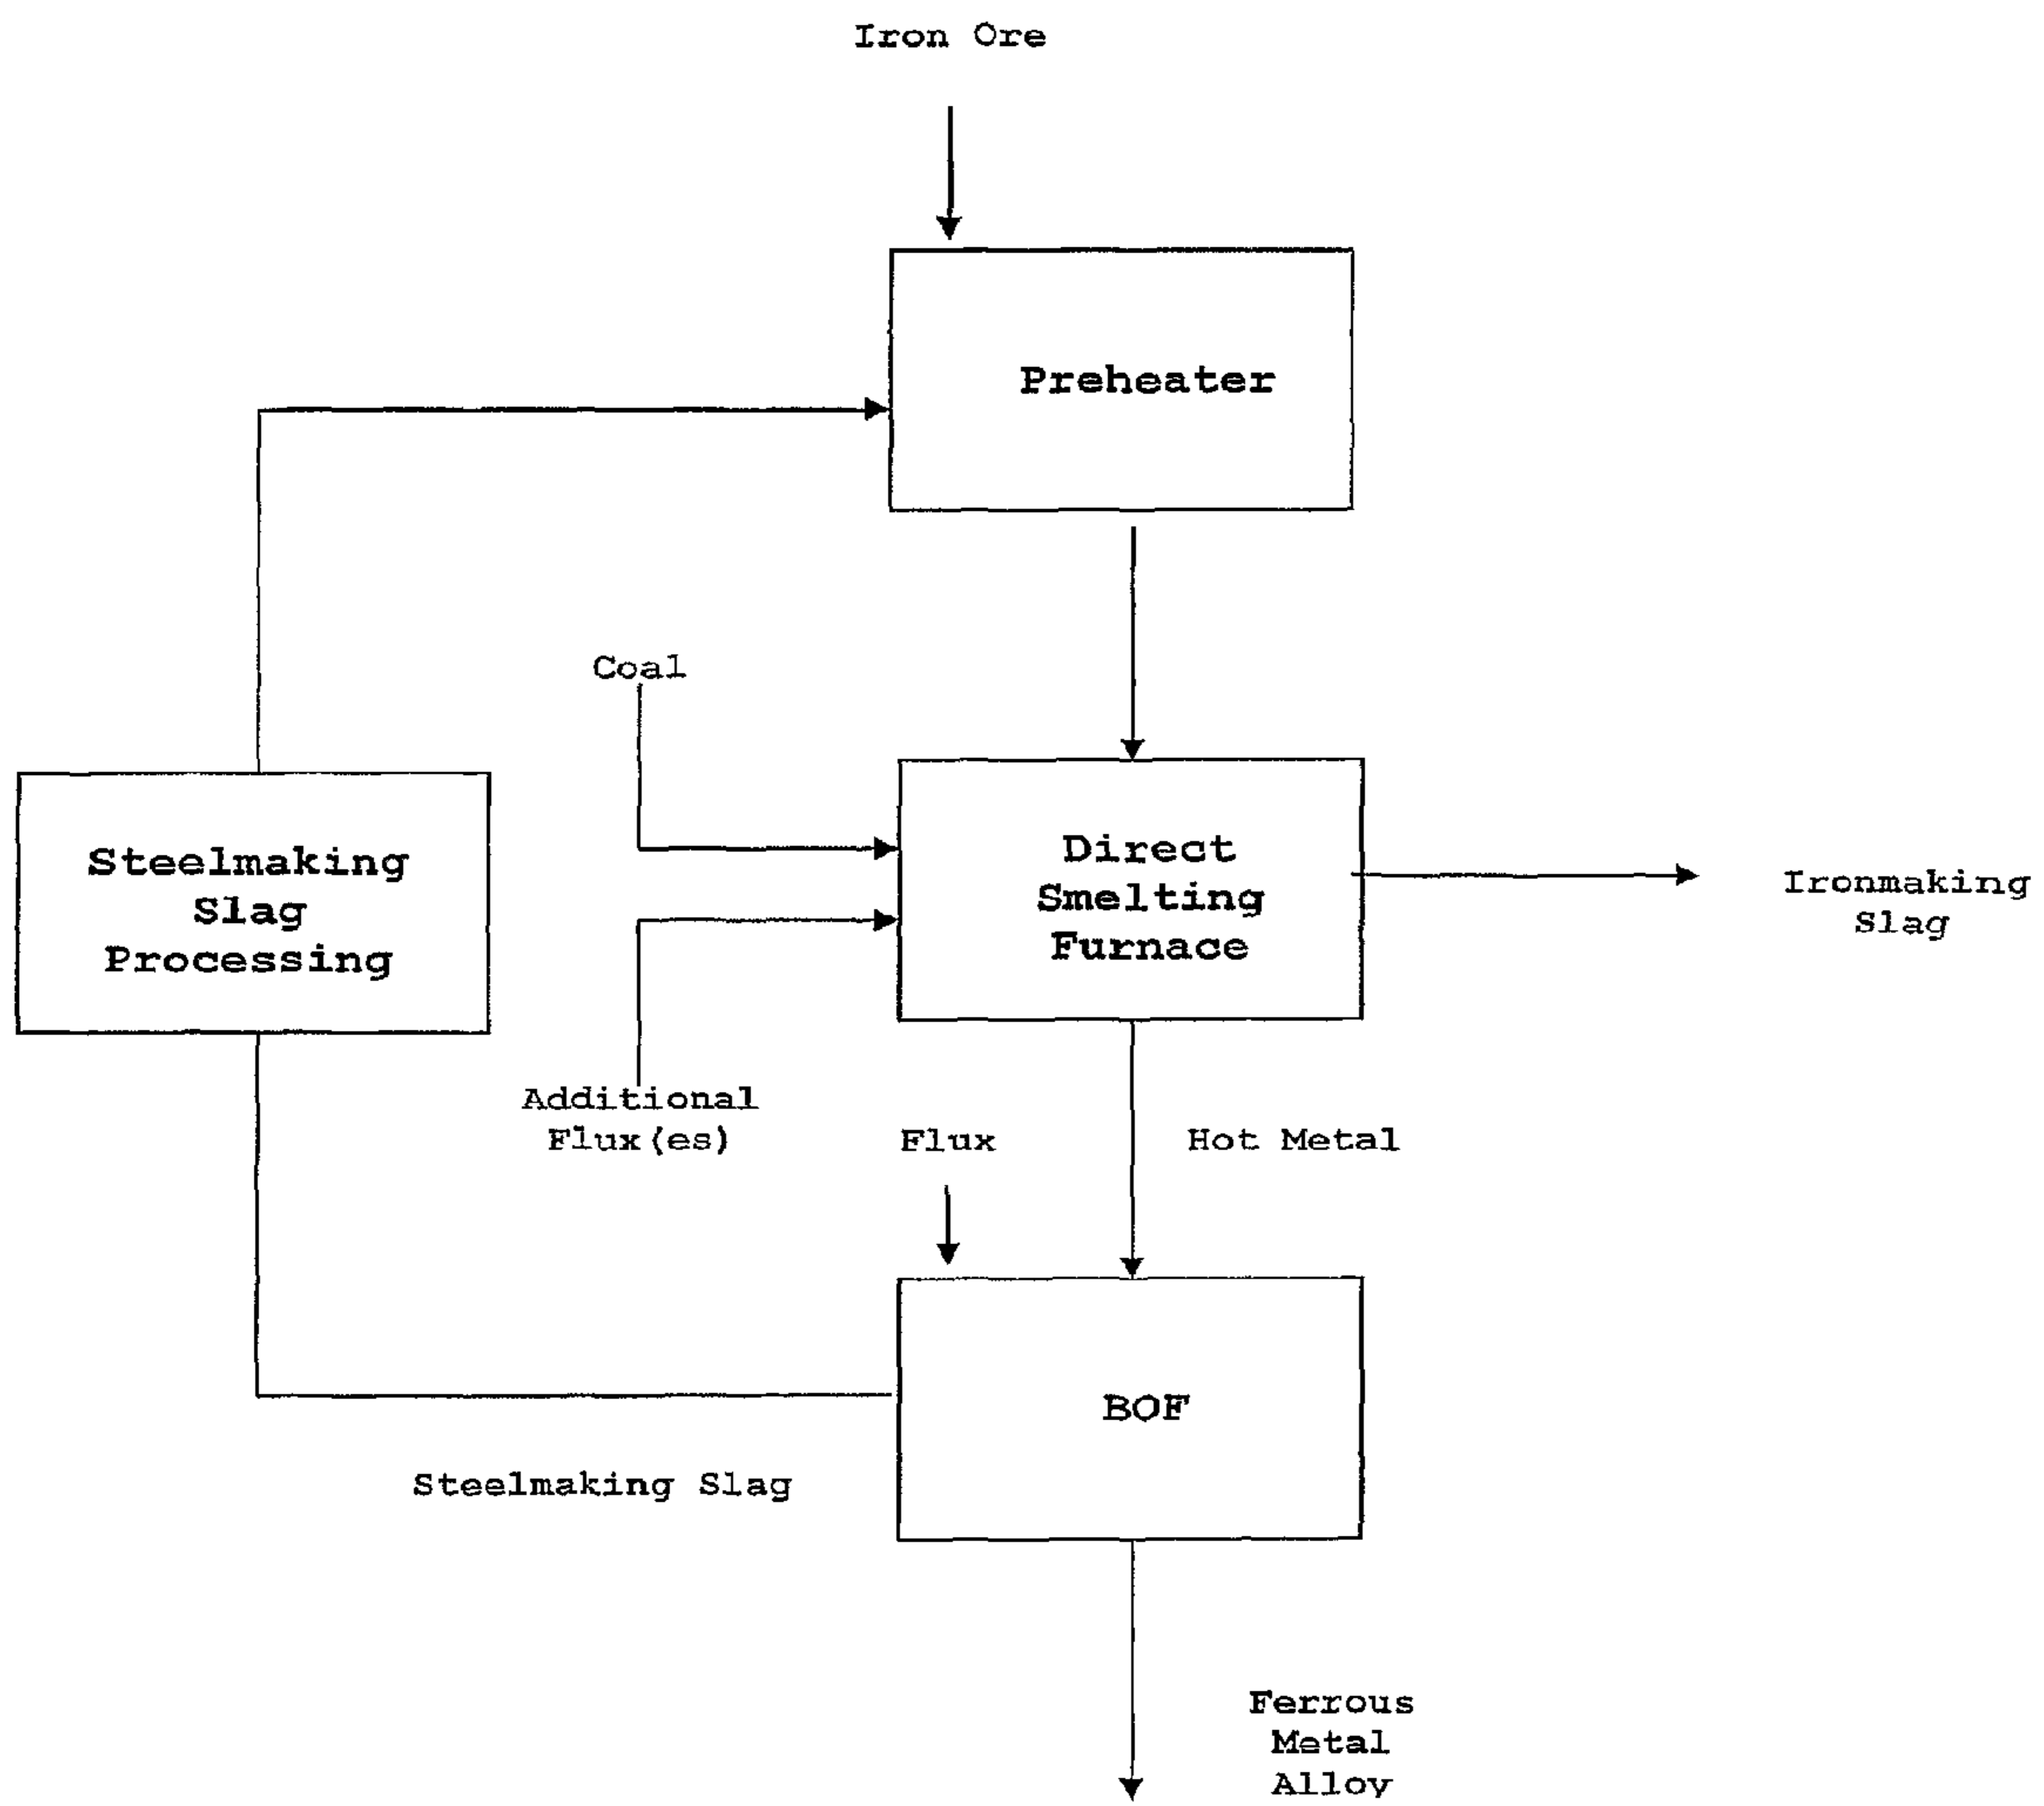 Iron Ore
Preheater
Coal
Steelmaking
Slag
Processing
Direct
Smelting
Furnace
Ironmaking
Slag
Additional
Flux(es)
Flux
Hot Metal
BOF
Steelmaking Slag
Ferrous
Metal
Alloy